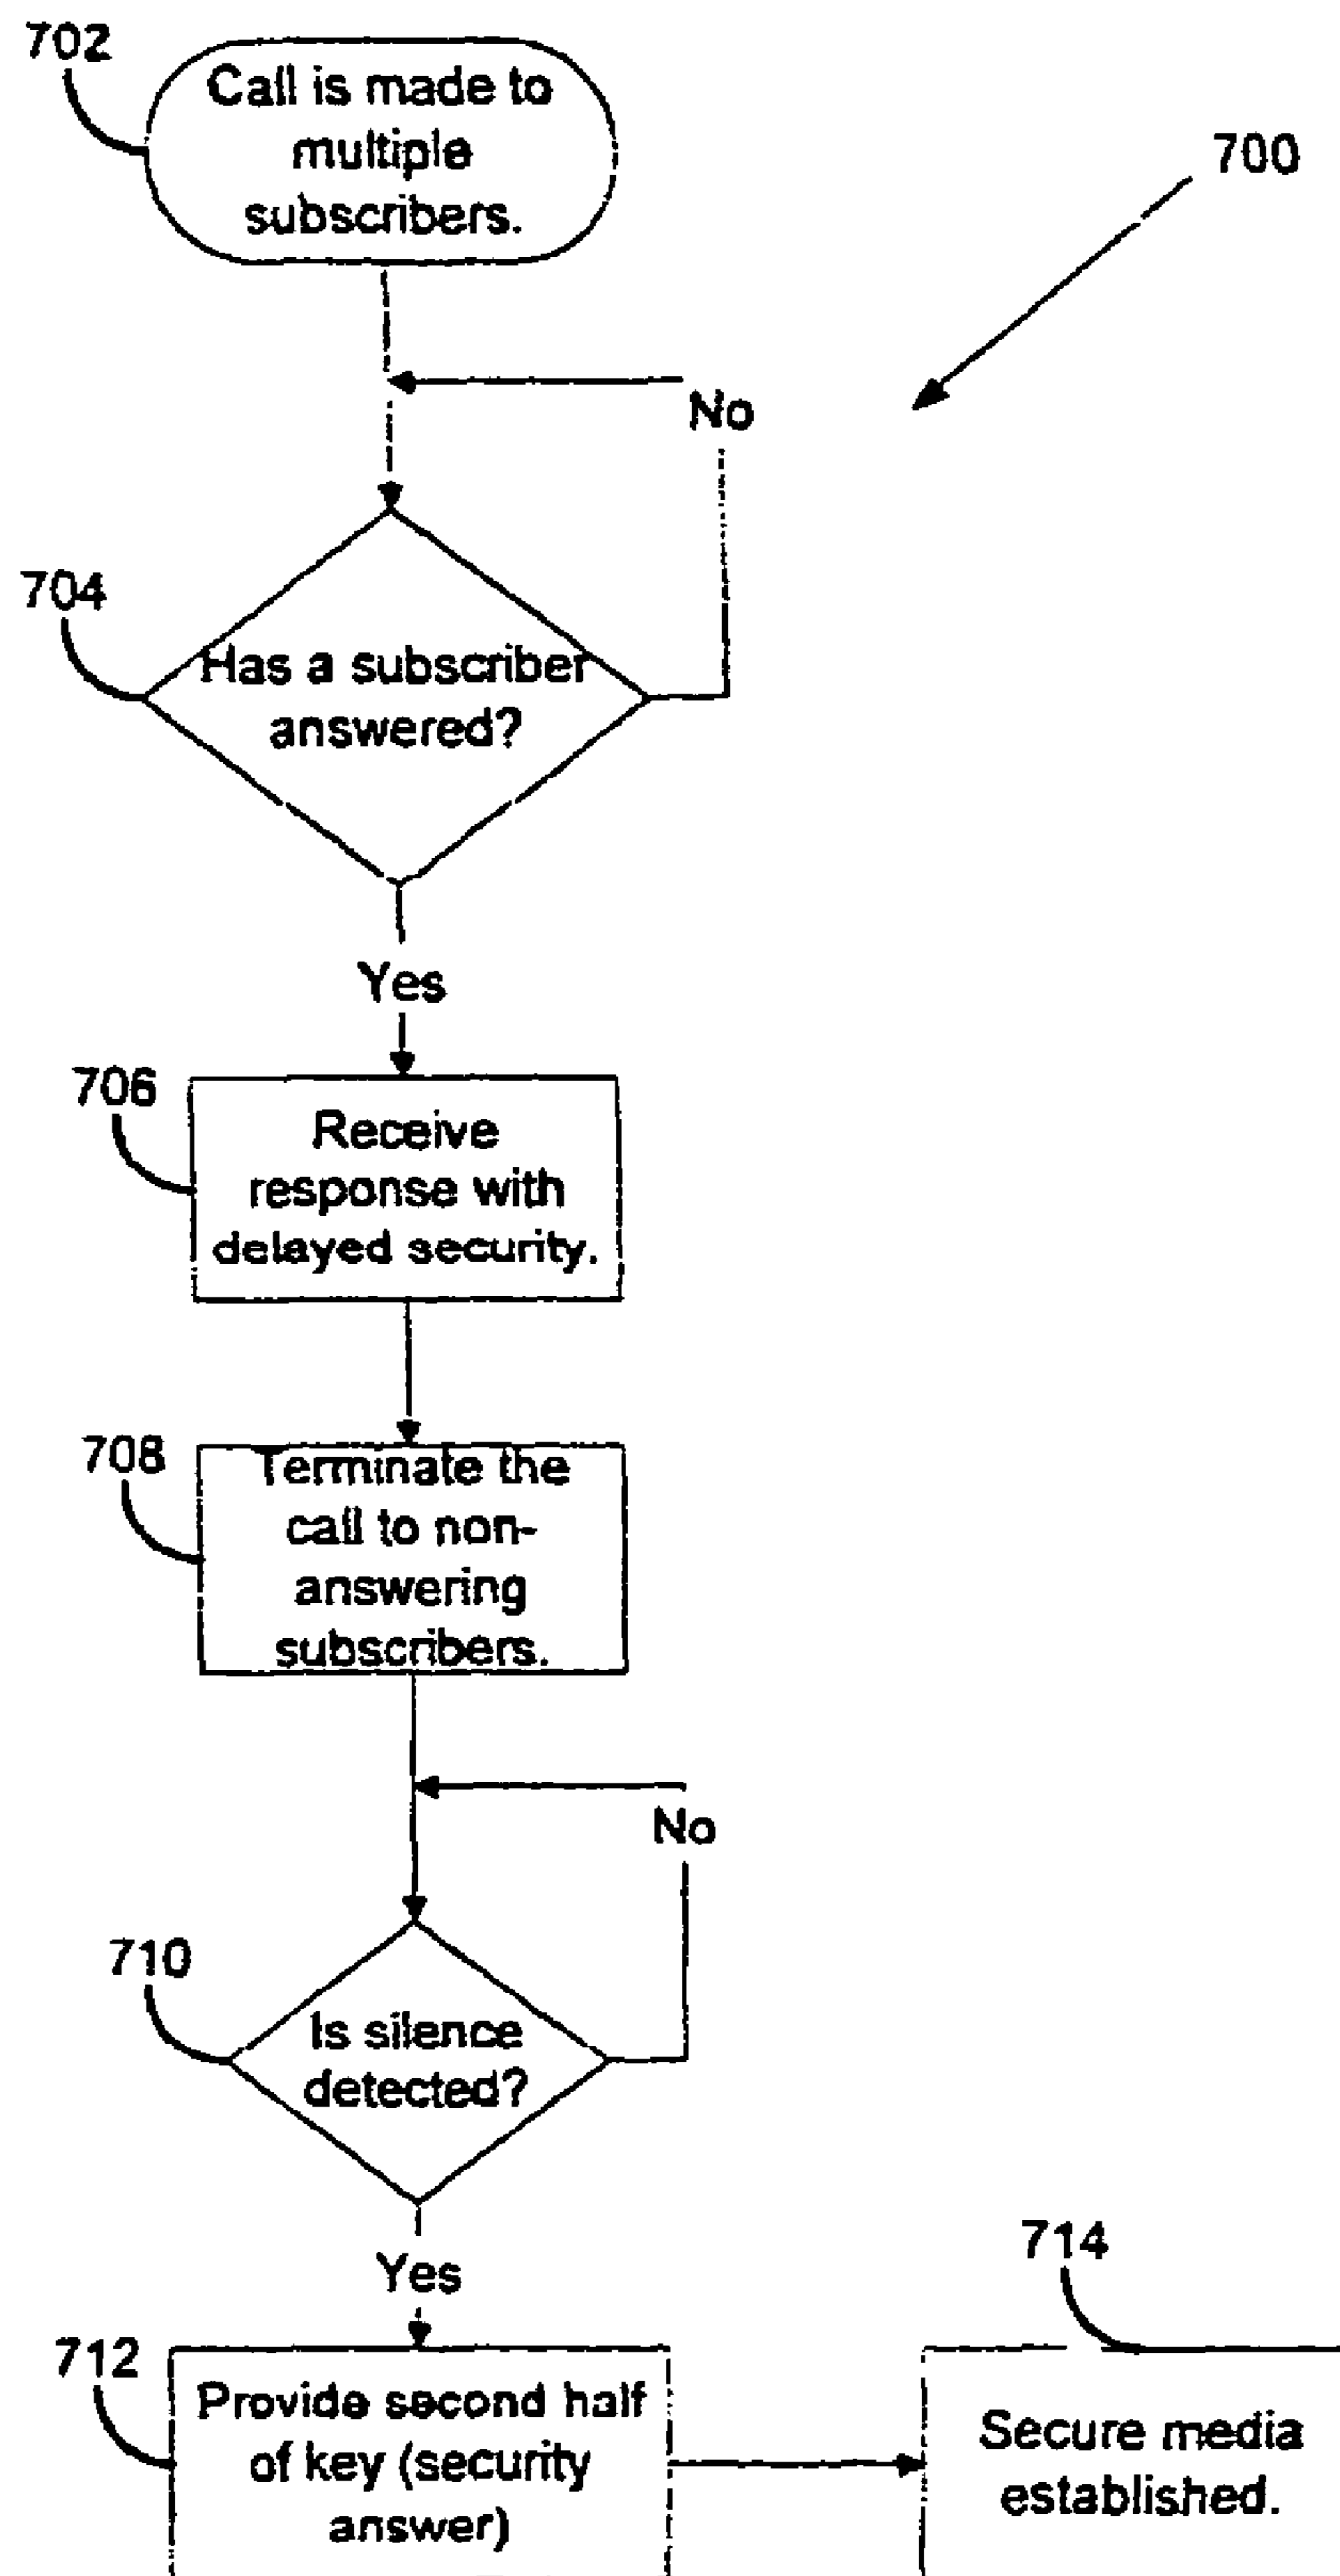 702
Call is made to
multiple
subscribers.
700
No
704
Has a subscriber
answered?
Yes
706
Receive
response with
delayed security.
708
Terminate the
call to non-
answering
subscribers.
No
710
Is silence
detected?
Yes
714
712
Provide second half
of key (security
answer)
Secure media
established.